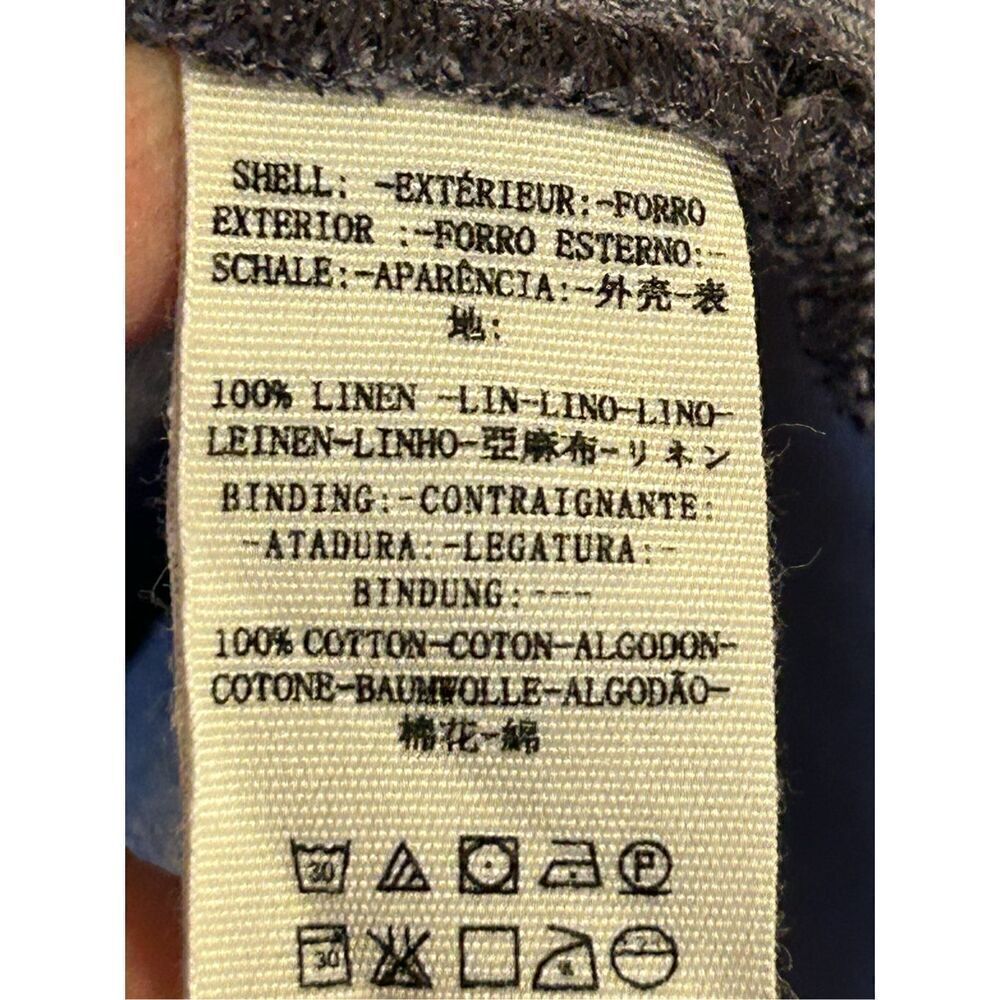 SHELL: -EXTÉRIEUR:-FORRO
EXTERIOR :-FORRO ESTERNO:-
SCHALE:-APARÊNCIA:-外壳-表
地:
100% LINEN -LIN-LINO-LINO-
LEINEN-LINHO-亞麻布-リネン
BINDING:-CONTRAIGNANTE:
-ATADURA:-LEGATURA:-
BINDUNG:---
100% COTTON-COTON-ALGODON-
COTONE-BAUMWOLLE-ALGODÃO-
棉花-綿
30 P
30